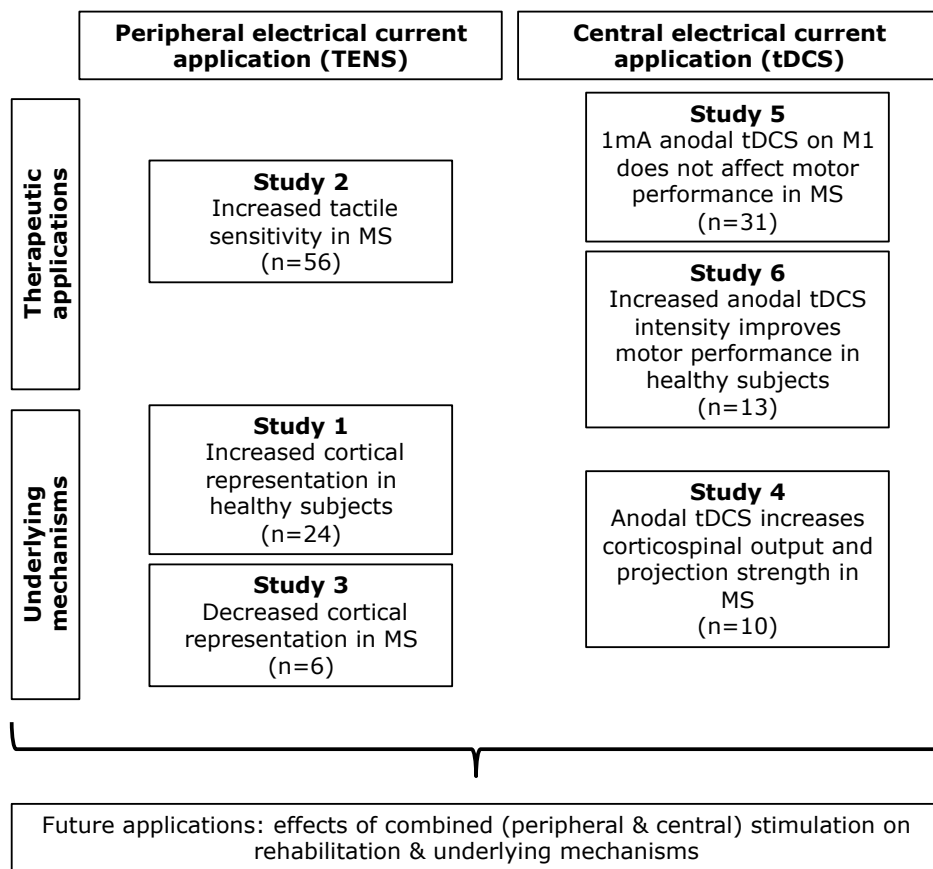 Peripheral electrical current
application (TENS)
Central electrical current
application (tDCS)
Therapeutic
applications
Study 2
Increased tactile
sensitivity in MS
(n=56)
Study 5
1mA anodal tDCS on M1
does not affect motor
performance in MS
(n=31)
Study 6
Increased anodal tDCS
intensity improves
motor performance in
healthy subjects
(n=13)
Underlying
mechanisms
Study 1
Increased cortical
representation in
healthy subjects
(n=24)
Study 3
Decreased cortical
representation in MS
(n=6)
Study 4
Anodal tDCS increases
corticospinal output and
projection strength in
MS
(n=10)
Future applications: effects of combined (peripheral & central) stimulation on
rehabilitation & underlying mechanisms